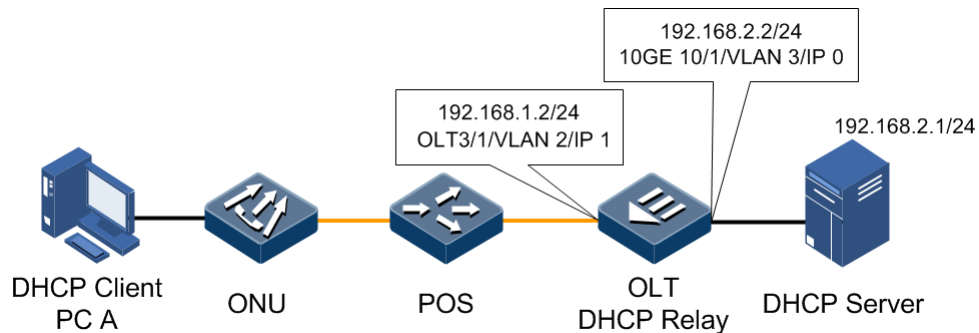 192.168.2.2/24
10GE 10/1/VLAN 3/IP 0
192.168.1.2/24
OLT3/1/VLAN 2/IP 1
192.168.2.1/24
DHCP Client
PC A
ONU
POS
OLT
DHCP Relay
DHCP Server